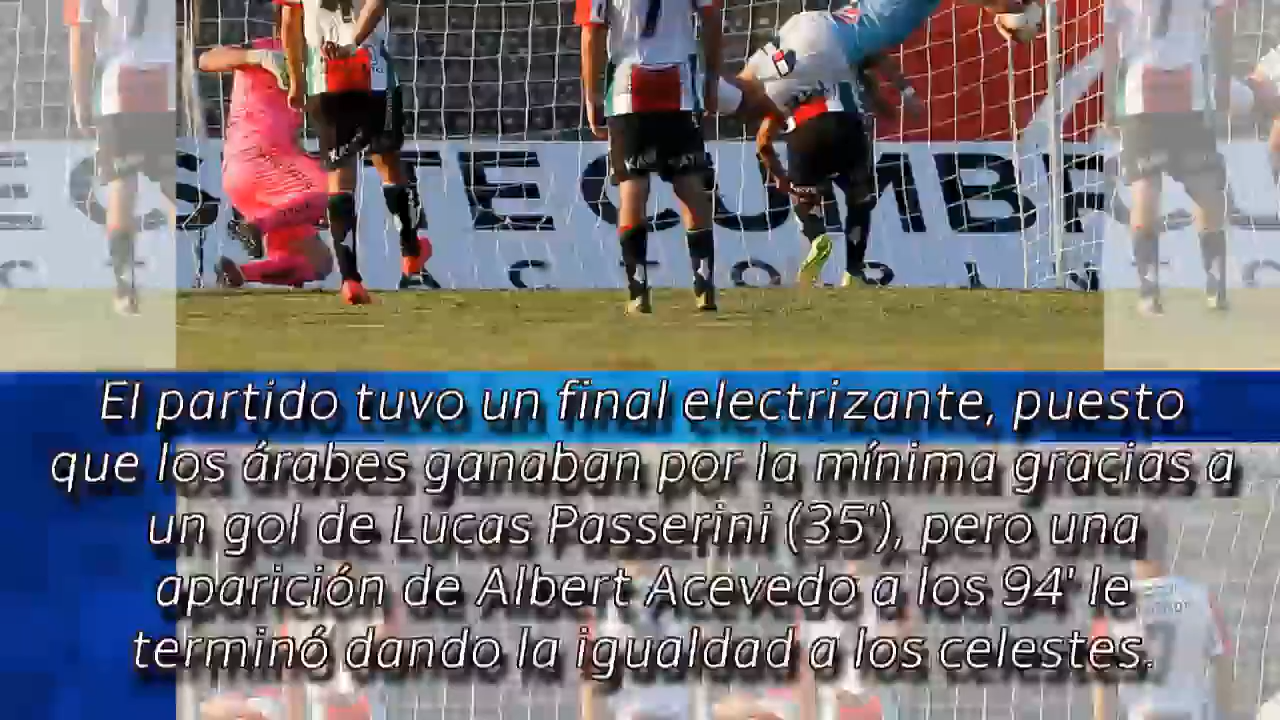 El partido tuvo un final electrizante, puesto
que los árabes ganaban por la mínima gracias a
un gol de Lucas Passerini (35'), pero una
aparición de Albert Acevedo a los 94' le
terminó dando la igualdad a los celestes.